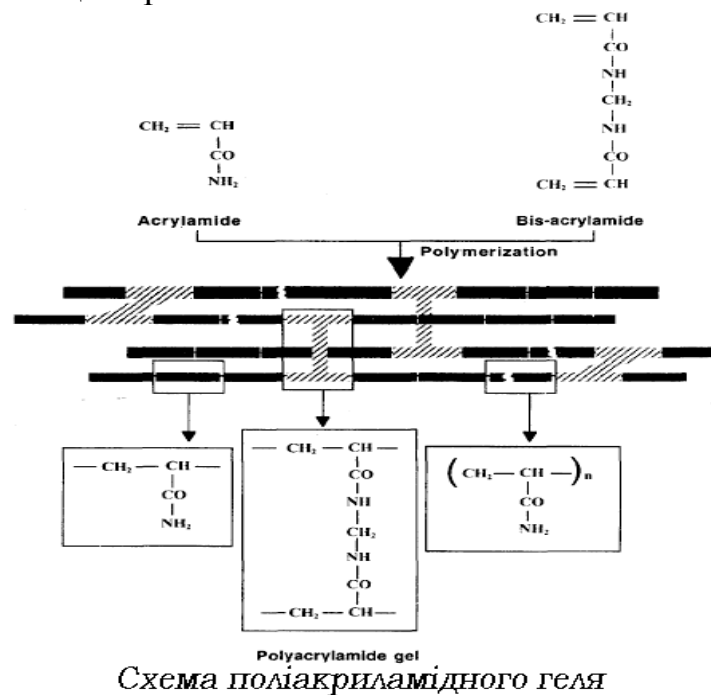 CH₂ = CH
CO
NH
CH₂
NH
CO
CH₂ = CH
CH₂ = CH
CO
NH₂
Acrylamide
Bis-acrylamide
Polymerization
— CH₂ — CH —
CO
NH₂
— CH₂ — CH —
CO
NH
CH₂
NH
CO
— CH₂ — CH —
(CH₂ — CH —)n
CO
NH₂
Polyacrylamide gel
Схема поліакриламідного геля